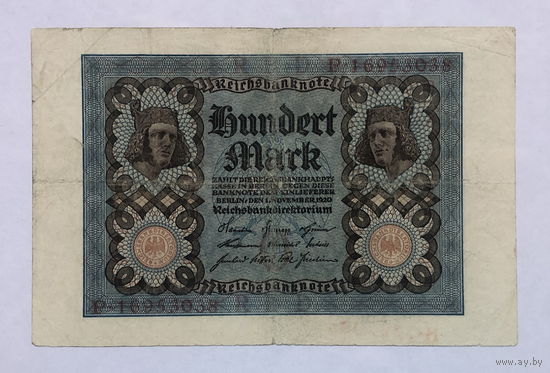 P·16953038
Reichsbanknote
Hundert
Mark
ZAHLT DIE REICHSBANKHAUPT=
KASSE IN BERLIN GEGEN DIESE
BANKNOTE DEM EINLIEFERER
BERLIN, DEN 1. NOVEMBER 1920
Reichsbankdirektorium
P·16953038
Reichsbanknote
www.ay.by